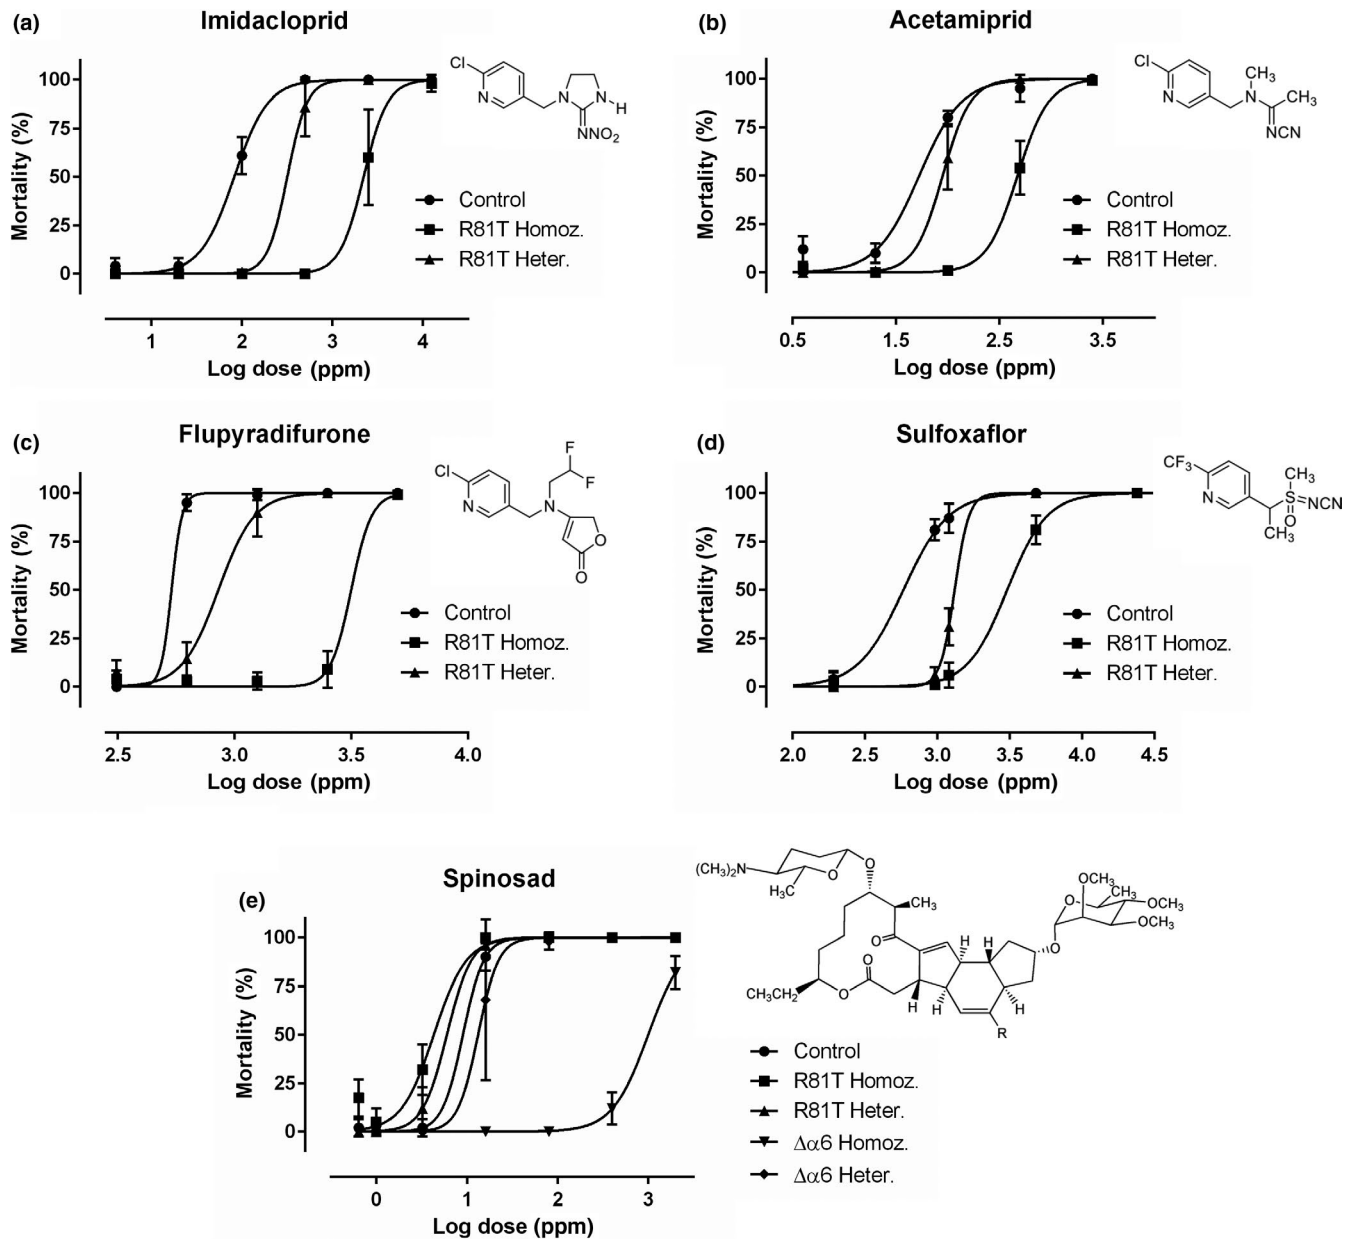 (a)
Imidacloprid
Mortality (%)
100
75
50
25
0
1 2 3 4
Log dose (ppm)
Control
R81T Homoz.
R81T Heter.
Cl
N
N
N
H
NNO2
(b)
Acetamiprid
Mortality (%)
100
75
50
25
0
0.5 1.5 2.5 3.5
Log dose (ppm)
Control
R81T Homoz.
R81T Heter.
Cl
N
CH3
N
CH3
NCN
(c)
Flupyradifurone
Mortality (%)
100
75
50
25
0
2.5 3.0 3.5 4.0
Log dose (ppm)
Control
R81T Homoz.
R81T Heter.
F
F
Cl
N
N
O
O
(d)
Sulfoxaflor
Mortality (%)
100
75
50
25
0
2.0 2.5 3.0 3.5 4.0 4.5
Log dose (ppm)
Control
R81T Homoz.
R81T Heter.
CF3
N
CH3
S
NCN
O
CH3
(e)
Spinosad
Mortality (%)
100
75
50
25
0
0 1 2 3
Log dose (ppm)
(CH3)2N
H3C
O
O
CH3
O
O
O
CH3CH2
H
H
H
H
H
R
O
O
OCH3
CH3
OCH3
OCH3
Control
R81T Homoz.
R81T Heter.
Δα6 Homoz.
Δα6 Heter.